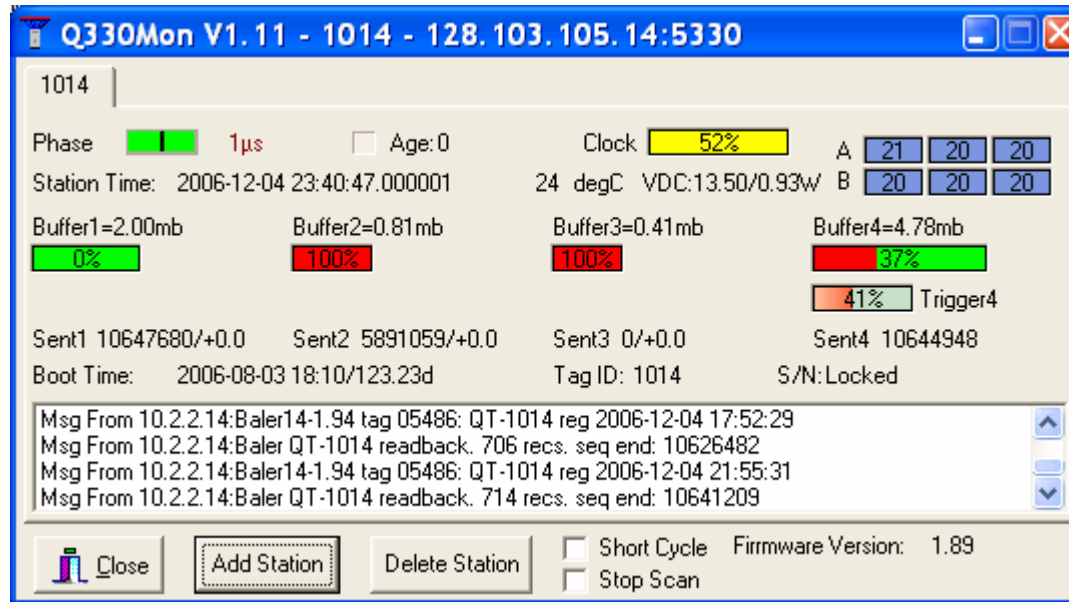 Q330Mon V1.11 - 1014 - 128.103.105.14:5330
1014
Phase 1µs Age:0 Clock 52% A 21 20 20
Station Time: 2006-12-04 23:40:47.000001 24 degC VDC:13.50/0.93W B 20 20 20
Buffer1=2.00mb Buffer2=0.81mb Buffer3=0.41mb Buffer4=4.78mb
0% 100% 100% 37%
41% Trigger4
Sent1 10647680/+0.0 Sent2 5891059/+0.0 Sent3 0/+0.0 Sent4 10644948
Boot Time: 2006-08-03 18:10/123.23d Tag ID: 1014 S/N:Locked
Msg From 10.2.2.14:Baler14-1.94 tag 05486: QT-1014 reg 2006-12-04 17:52:29
Msg From 10.2.2.14:Baler QT-1014 readback. 706 recs. seq end: 10626482
Msg From 10.2.2.14:Baler14-1.94 tag 05486: QT-1014 reg 2006-12-04 21:55:31
Msg From 10.2.2.14:Baler QT-1014 readback. 714 recs. seq end: 10641209
Close Add Station Delete Station Short Cycle Firmware Version: 1.89
Stop Scan